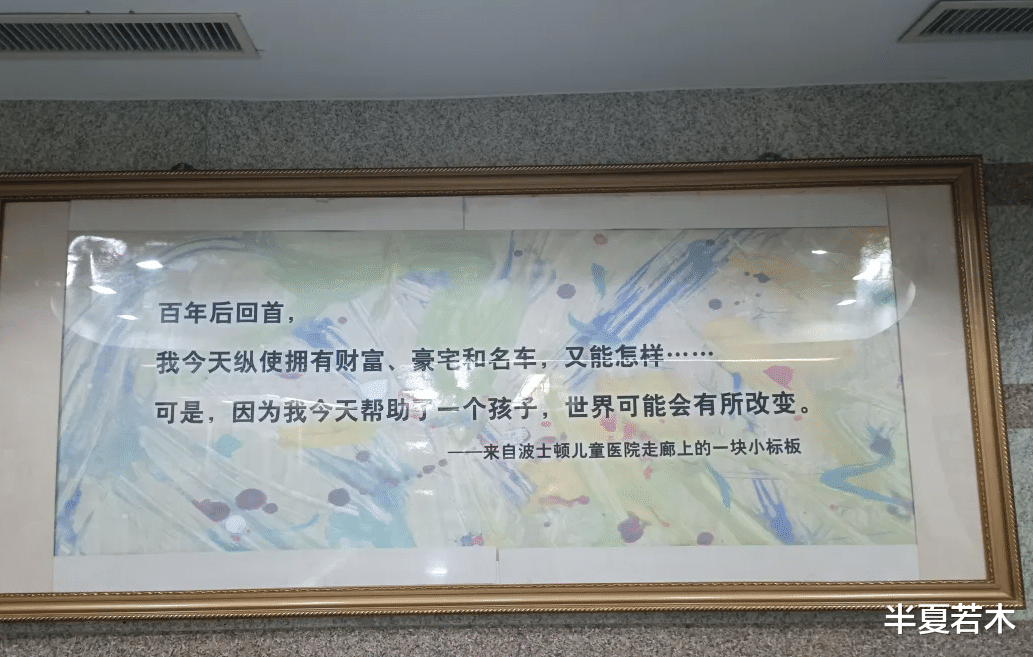 百年后回首，
我今天纵使拥有财富、豪宅和名车，又能怎样……
可是，因为我今天帮助了一个孩子，世界可能会有所改变。
——来自波士顿儿童医院走廊上的一块小标板
半夏若木